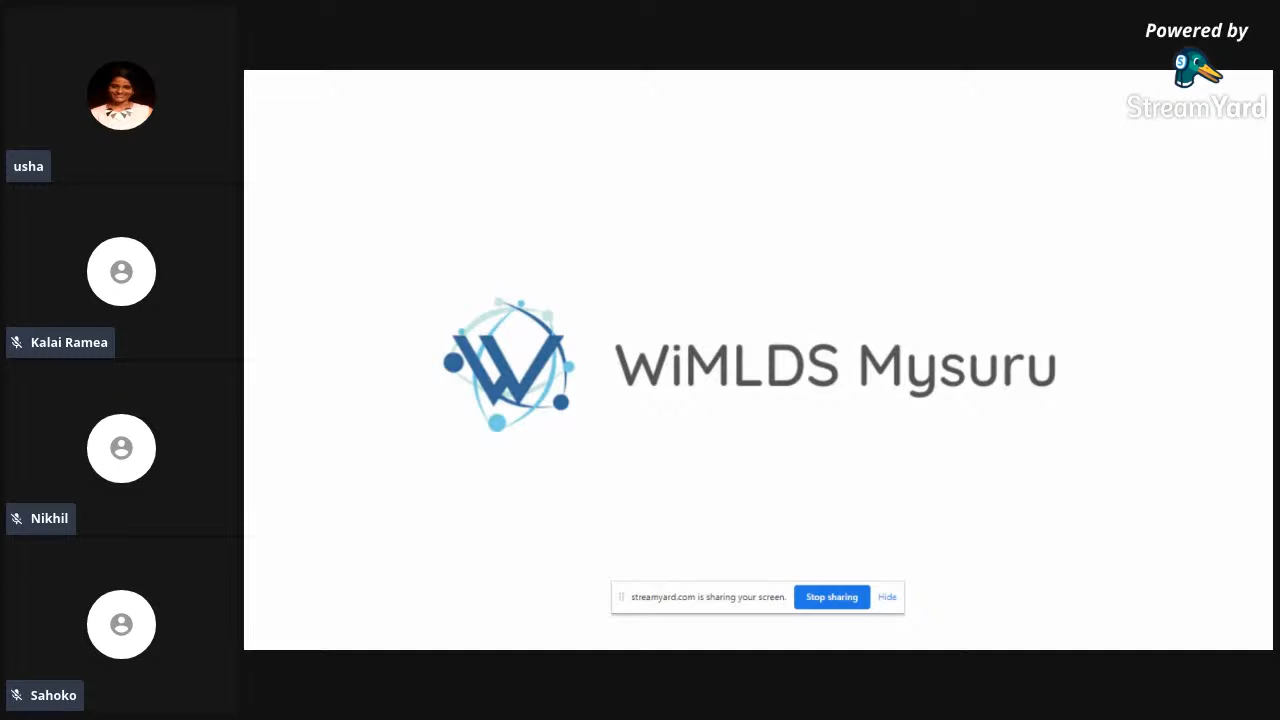 Powered by
StreamYard
usha
Kalai Ramea
Nikhil
Sahoko
W WiMLDS Mysuru
streamyard.com is sharing your screen. Stop sharing Hide